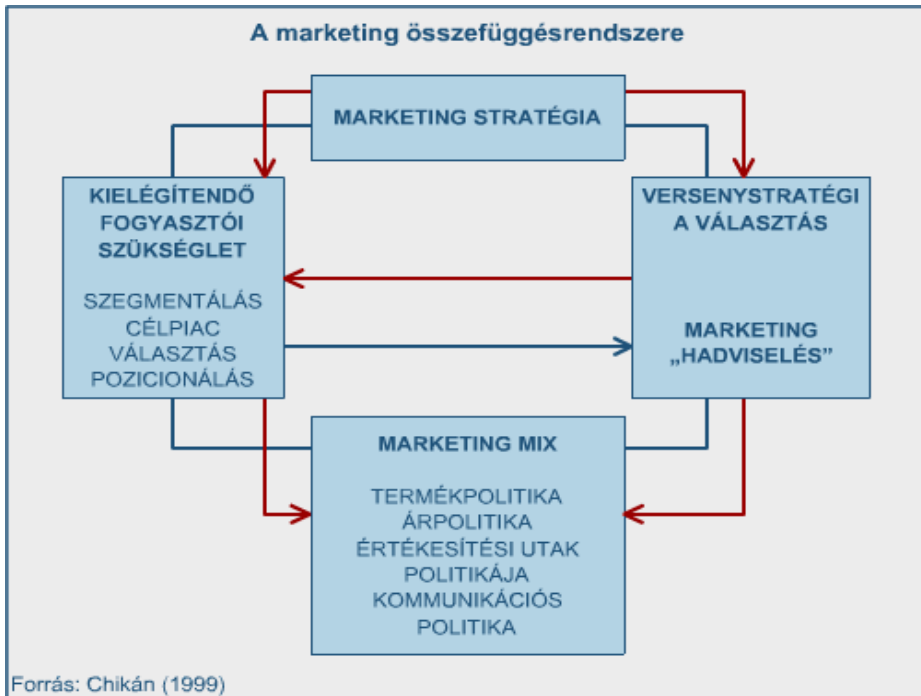 A marketing összefüggésrendszere
MARKETING STRATÉGIA
KIELÉGÍTENDŐ
FOGYASZTÓI
SZÜKSÉGLET
SZEGMENTÁLÁS
CÉLPIAC
VÁLASZTÁS
POZICIONÁLÁS
VERSENYSTRATÉGI
A VÁLASZTÁS
MARKETING
„HADVISELÉS”
MARKETING MIX
TERMÉKPOLITIKA
ÁRPOLITIKA
ÉRTÉKESÍTÉSI UTAK
POLITIKÁJA
KOMMUNIKÁCIÓS
POLITIKA
Forrás: Chikán (1999)